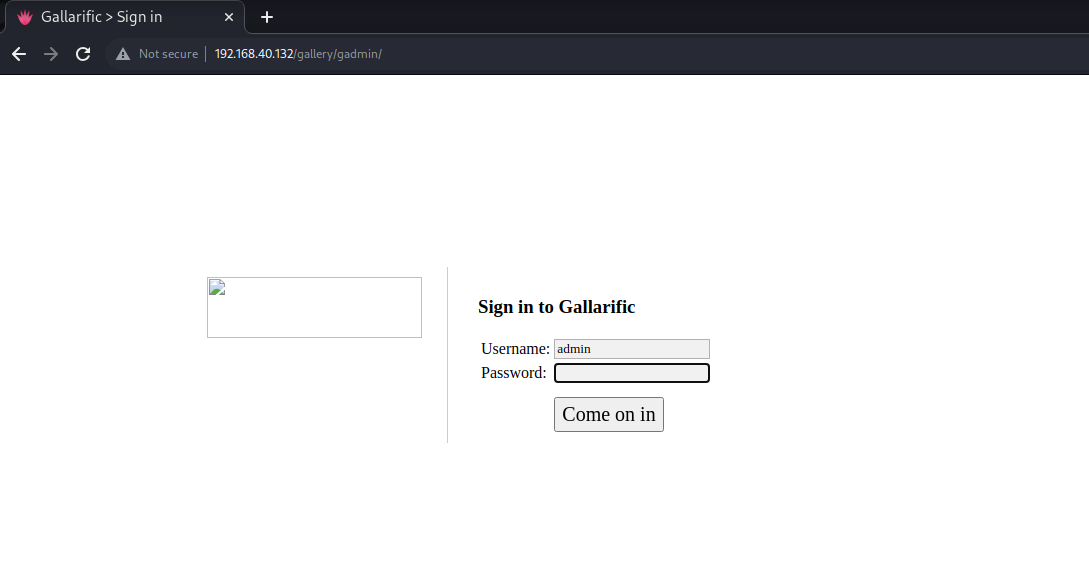 Gallarific > Sign in
Not secure 192.168.40.132/gallery/gadmin/
Sign in to Gallarific
Username: admin
Password:
Come on in